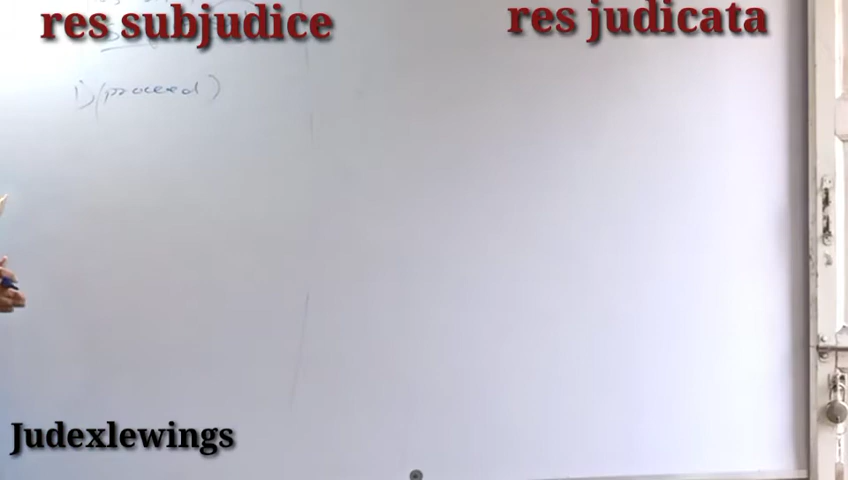 res subjudice
res judicata
1) (proceed)
Judexlewings